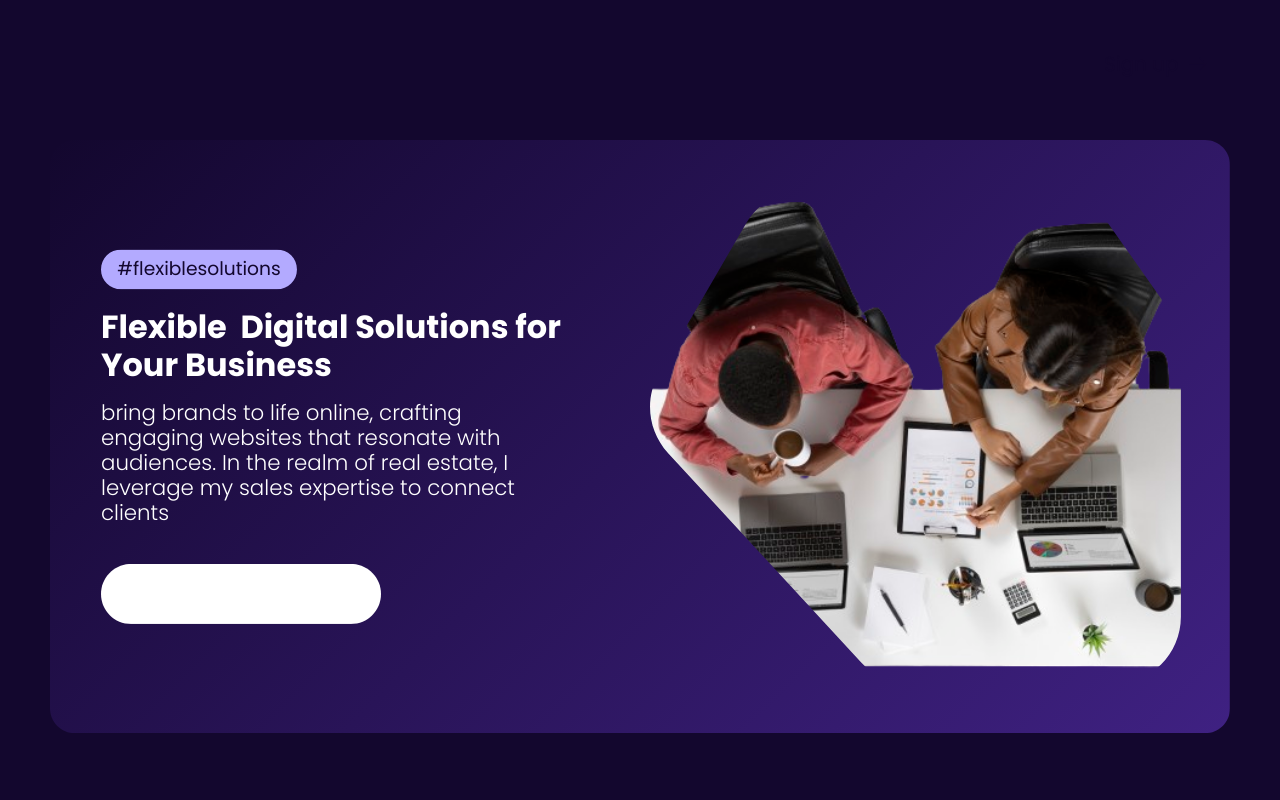 #flexiblesolutions
Flexible  Digital Solutions for
Your Business
bring brands to life online, crafting
engaging websites that resonate with
audiences. In the realm of real estate, I
leverage my sales expertise to connect
clients